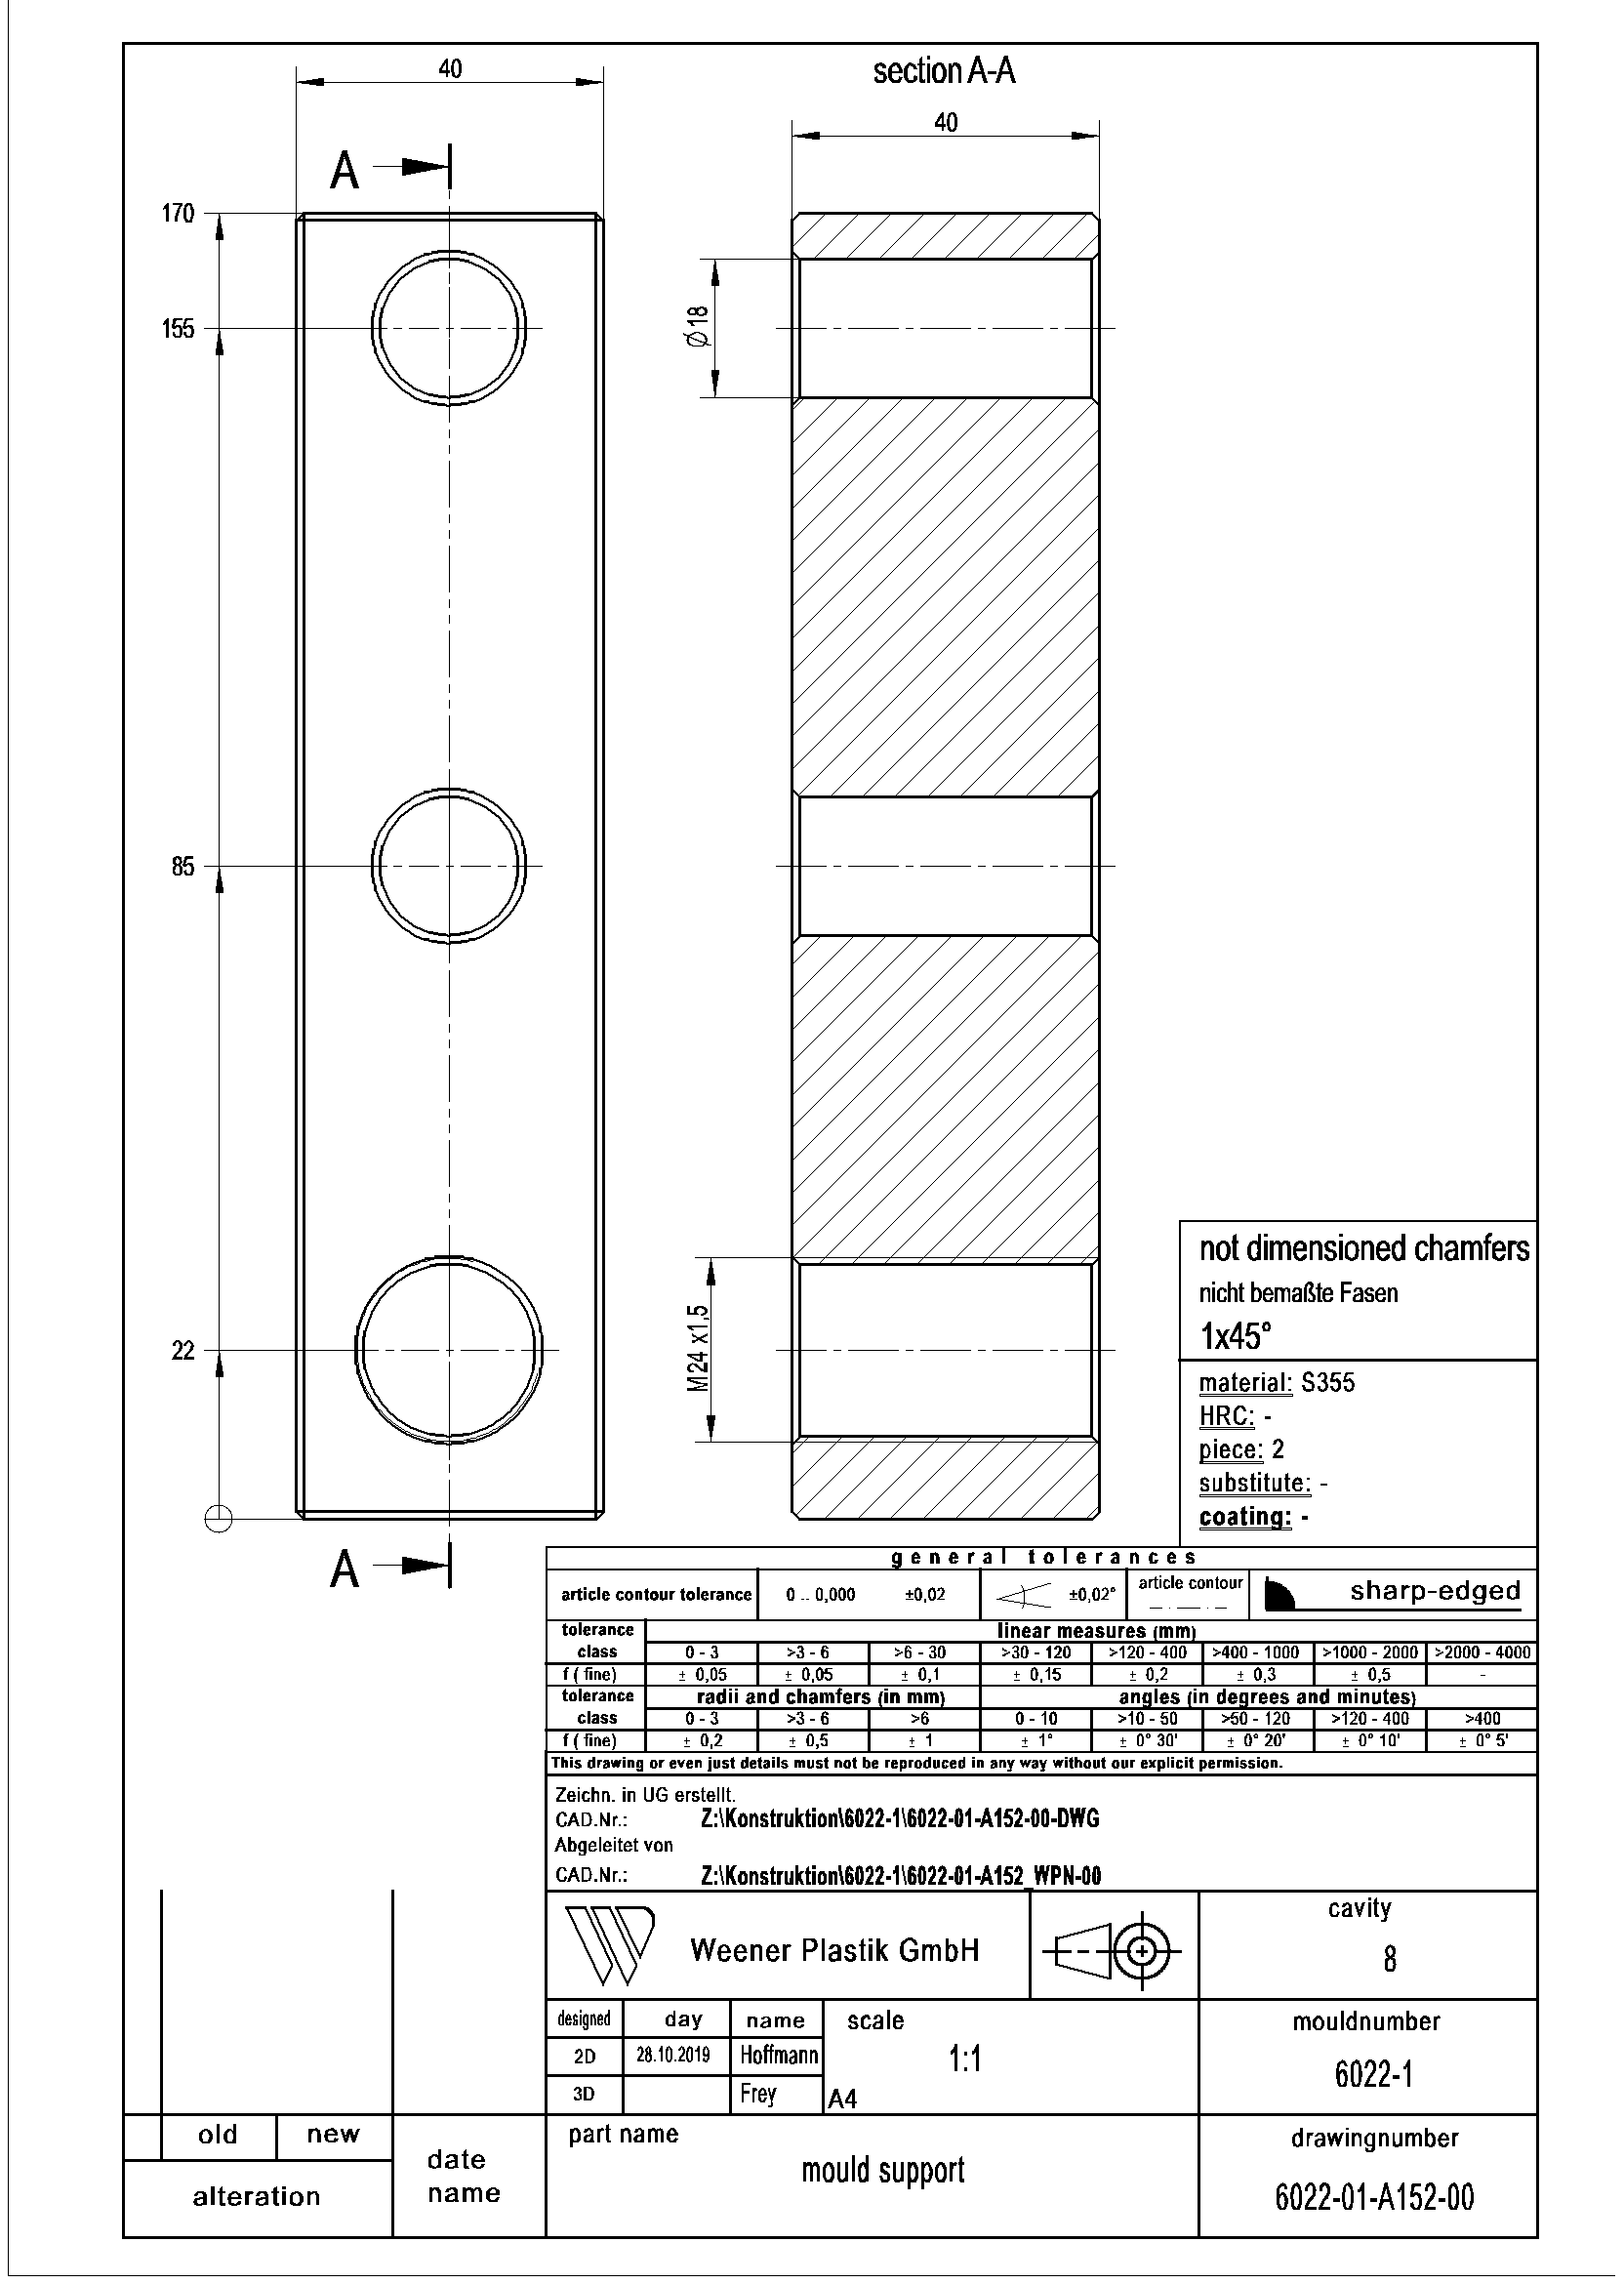 section A-A
40
40
A
170
155
Ø18
85
22
M24 x1,5
A
not dimensioned chamfers
nicht bemaßte Fasen
1x45°
material: S355
HRC: -
piece: 2
substitute: -
coating: -
general tolerances
article contour tolerance 0 .. 0,000 ±0,02 ±0,02° article contour sharp-edged
tolerance linear measures (mm)
class 0 - 3 >3 - 6 >6 - 30 >30 - 120 >120 - 400 >400 - 1000 >1000 - 2000 >2000 - 4000
f ( fine) ± 0,05 ± 0,05 ± 0,1 ± 0,15 ± 0,2 ± 0,3 ± 0,5 -
tolerance radii and chamfers (in mm) angles (in degrees and minutes)
class 0 - 3 >3 - 6 >6 0 - 10 >10 - 50 >50 - 120 >120 - 400 >400
f ( fine) ± 0,2 ± 0,5 ± 1 ± 1° ± 0° 30' ± 0° 20' ± 0° 10' ± 0° 5'
This drawing or even just details must not be reproduced in any way without our explicit permission.
Zeichn. in UG erstellt.
CAD.Nr.: Z:\Konstruktion\6022-1\6022-01-A152-00-DWG
Abgeleitet von
CAD.Nr.: Z:\Konstruktion\6022-1\6022-01-A152_WPN-00
Weener Plastik GmbH
cavity
8
designed day name scale
2D 28.10.2019 Hoffmann 1:1
3D Frey A4
mouldnumber
6022-1
old new
alteration
date
name
part name
mould support
drawingnumber
6022-01-A152-00